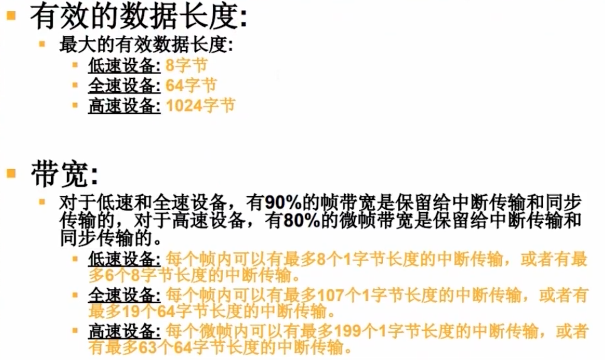 有效的数据长度:
最大的有效数据长度:
低速设备: 8字节
全速设备: 64字节
高速设备: 1024字节
带宽:
对于低速和全速设备，有90%的帧带宽是保留给中断传输和同步
传输的，对于高速设备，有80%的微帧带宽是保留给中断传输和
同步传输的。
低速设备: 每个帧内可以有最多8个1字节长度的中断传输，或者有最
多6个8字节长度的中断传输。
全速设备: 每个帧内可以有最多107个1字节长度的中断传输，或者有
最多19个64字节长度的中断传输。
高速设备: 每个微帧内可以有最多199个1字节长度的中断传输，或者
有最多63个64字节长度的中断传输。